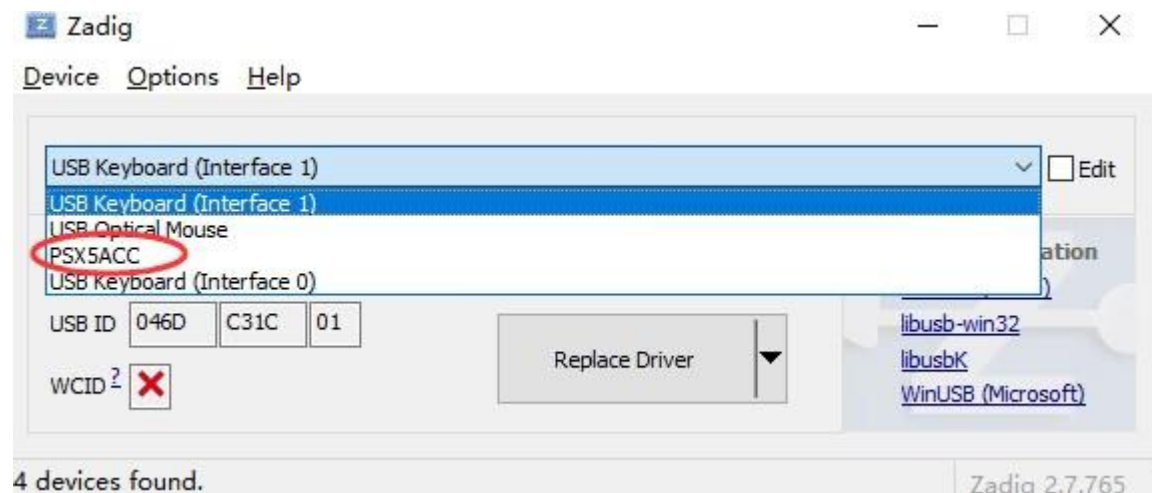 Zadig
Device Options Help
USB Keyboard (Interface 1)
Edit
USB Keyboard (Interface 1)
USB Optical Mouse
PSX5ACC
USB Keyboard (Interface 0)
USB ID 046D C31C 01
libusb-win32
Replace Driver
libusbK
WCID ?
WinUSB (Microsoft)
4 devices found.
Zadig 2.7.765